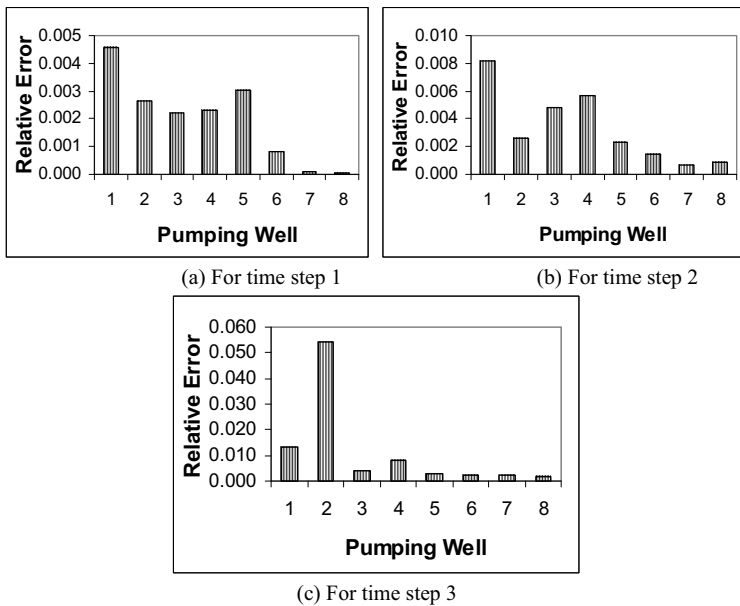 Relative Error
0.005
0.004
0.003
0.002
0.001
0.000
1 2 3 4 5 6 7 8
Pumping Well
(a) For time step 1
Relative Error
0.010
0.008
0.006
0.004
0.002
0.000
1 2 3 4 5 6 7 8
Pumping Well
(b) For time step 2
Relative Error
0.060
0.050
0.040
0.030
0.020
0.010
0.000
1 2 3 4 5 6 7 8
Pumping Well
(c) For time step 3